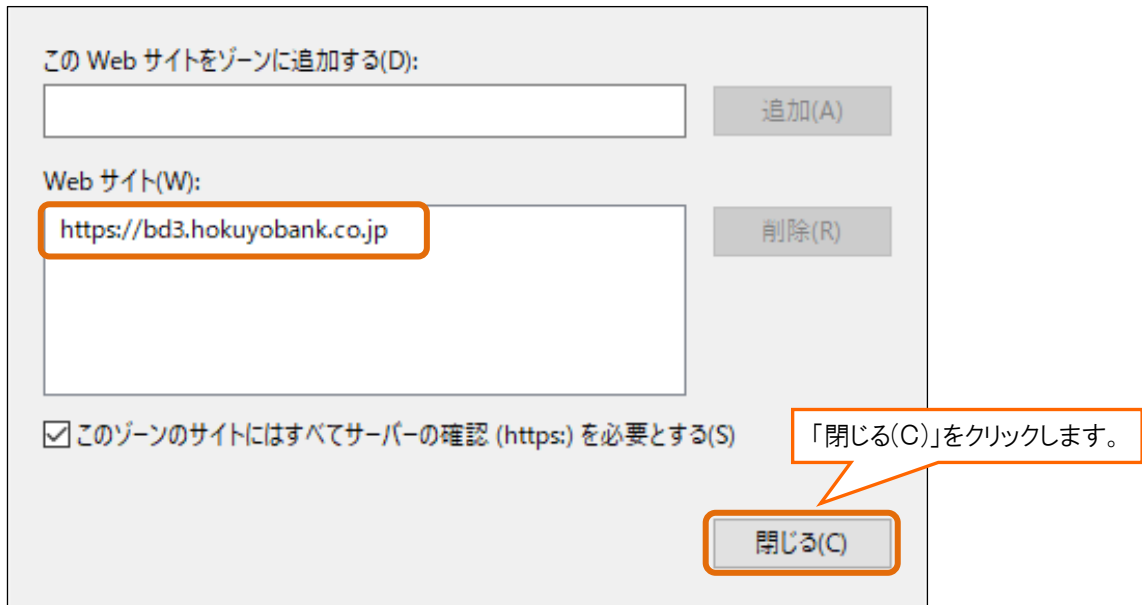 この Web サイトをゾーンに追加する(D):
追加(A)
Web サイト(W):
https://bd3.hokuyobank.co.jp
削除(R)
このゾーンのサイトにはすべてサーバーの確認 (https:) を必要とする(S)
「閉じる(C)」をクリックします。
閉じる(C)